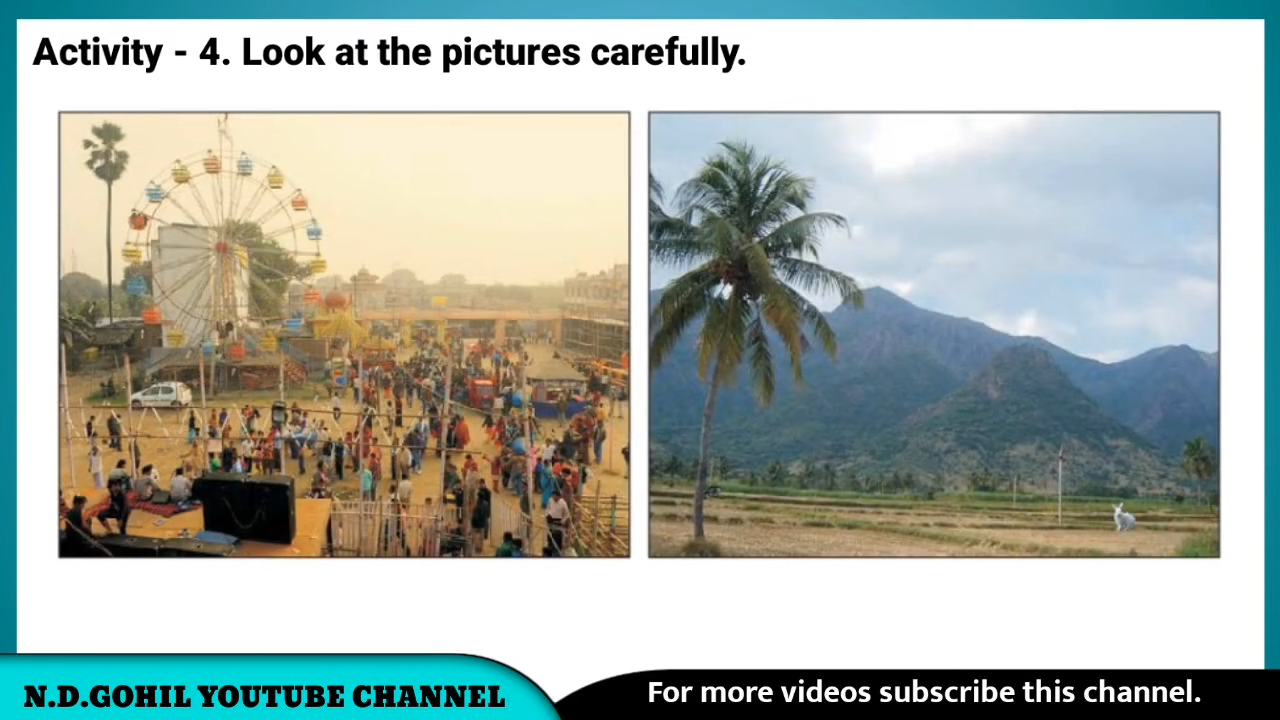 Activity - 4. Look at the pictures carefully.
N.D.GOHIL YOUTUBE CHANNEL
For more videos subscribe this channel.